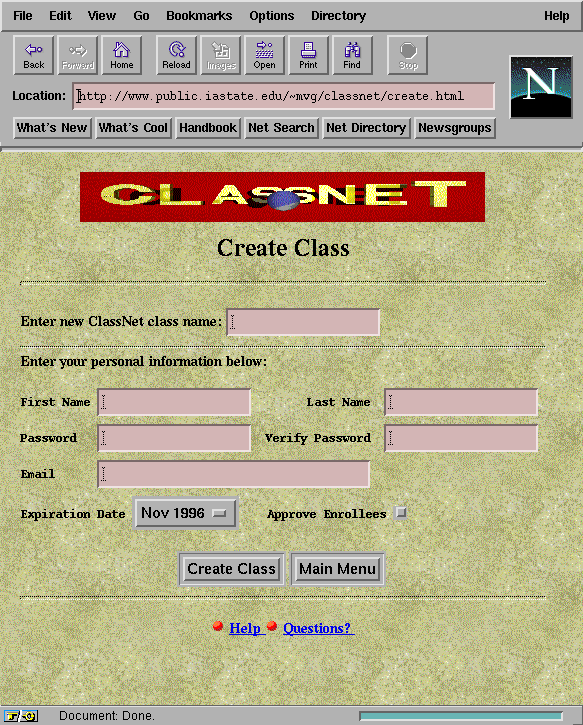 File Edit View Go Bookmarks Options Directory Help
Back Forward Home Reload Images Open Print Find Stop
Location: http://www.public.iastate.edu/~mvg/classnet/create.html
N
What's New What's Cool Handbook Net Search Net Directory Newsgroups
CLASSNET
Create Class
Enter new ClassNet class name:
Enter your personal information below:
First Name Last Name
Password Verify Password
Email
Expiration Date Nov 1996 Approve Enrollees
Create Class Main Menu
Help Questions?
Document: Done.